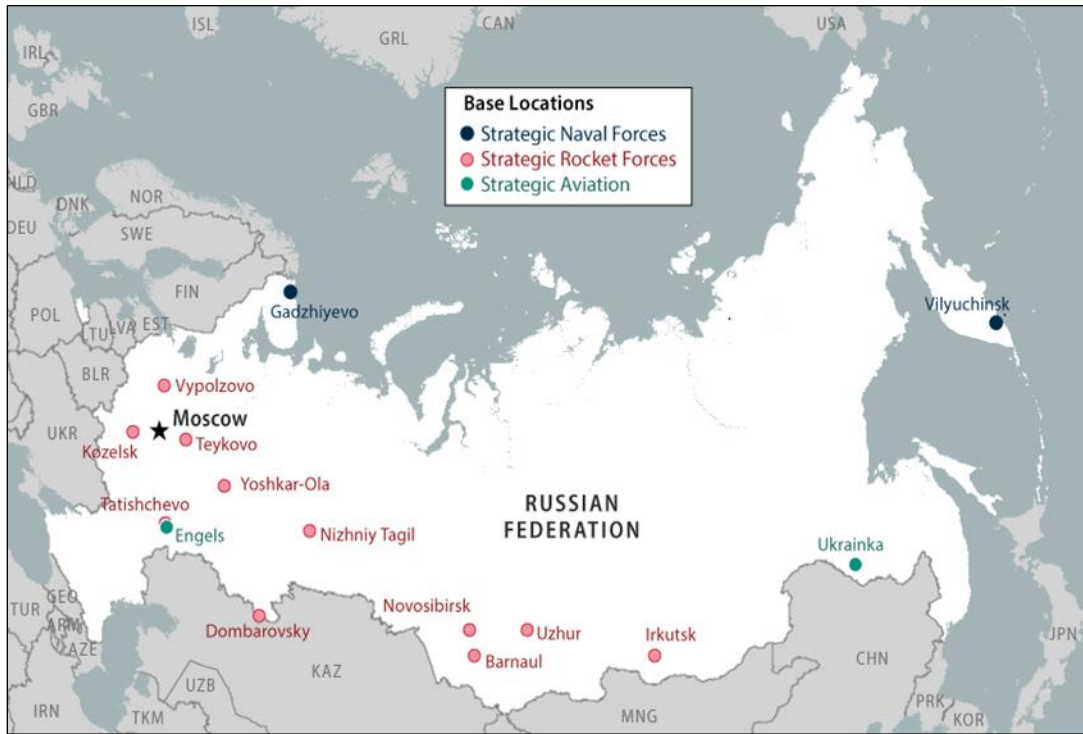 ISL
GRL
CAN
USA
IRL
GBR
Base Locations
Strategic Naval Forces
Strategic Rocket Forces
Strategic Aviation
NLD
DNK
NOR
DEU
SWE
FIN
Gadzhiyevo
Vilyuchinsk
POL
LTU
LVA
EST
BLR
Vypolzovo
Moscow
UKR
Kozelsk
Teykovo
Yoshkar-Ola
Tatishchevo
RUSSIAN
FEDERATION
Engels
Nizhniy Tagil
Ukrainka
GEO
TUR
ARM
AZE
Dombarovsky
Novosibirsk
Uzhur
Irkutsk
Barnaul
KAZ
CHN
JPN
UZB
IRN
TKM
MNG
PRK
KOR